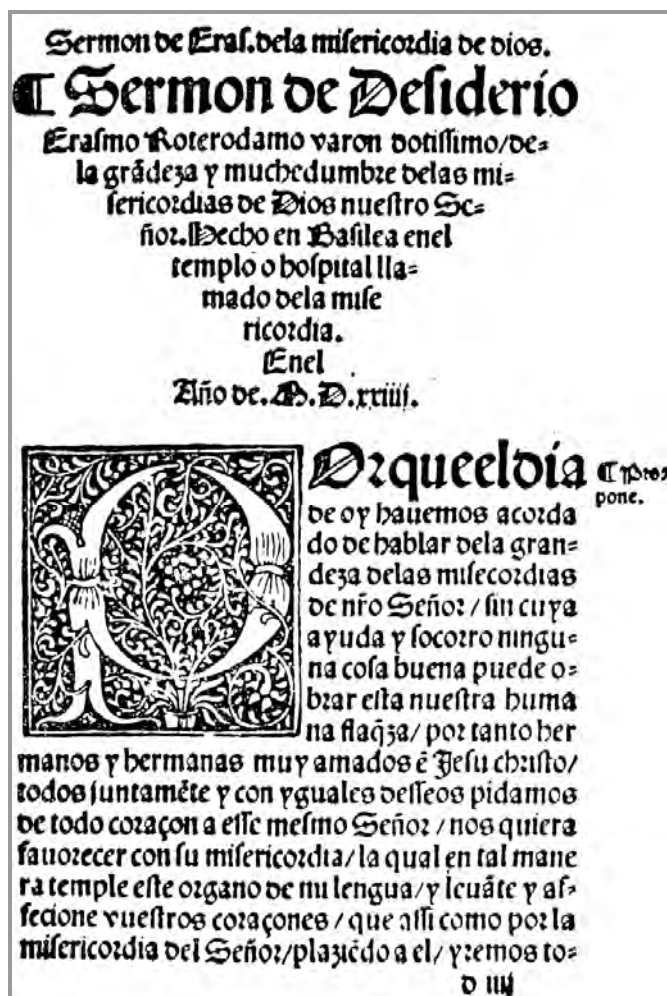 Sermon de Eras. dela misericordia de dios.
¶ Sermon de Desiderio
Erasmo Roterodamo varon dotissimo/de=
la grãdeza y muchedumbre delas mi=
sericordias de Dios nuestro Se=
ñor. Hecho en Basilea enel
templo o hospital lla=
mado dela mise
ricordia.
Enel
Año de. M. D. xxiiij.
POrque el dia
¶ Pro=
pone.
de oy hauemos acorda
do de hablar dela gran=
deza delas misecordias
de nr̃o Señor / sin cuya
ayuda y socorro ningu=
na cosa buena puede o=
brar esta nuestra huma
na flaq̃za/ por tanto her
manos y hermanas muy amados ẽ Jesu christo/
todos juntamẽte y con yguales desseos pidamos
de todo coraçon a esse mesmo Señor / nos quiera
fauorecer con su misericordia/ la qual en tal mane
ra temple este organo de mi lengua/ y leuãte y af=
fecione vuestros coraçones / que assi como por la
misericordia del Señor/plaziẽdo a el/ yremos to=
d iiij